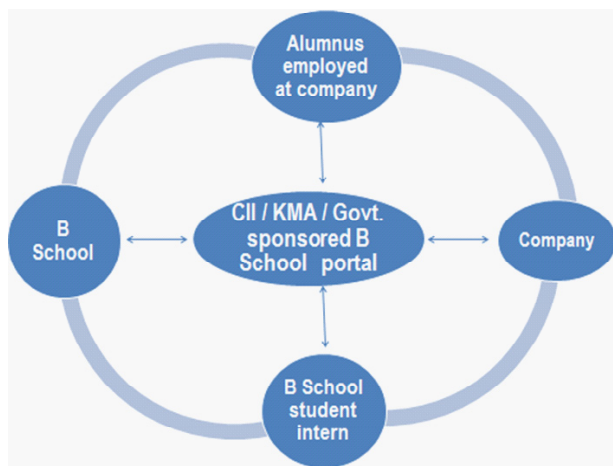 Alumnus
employed
at company
B
School
CII / KMA / Govt.
sponsored B
School portal
Company
B School
student
intern